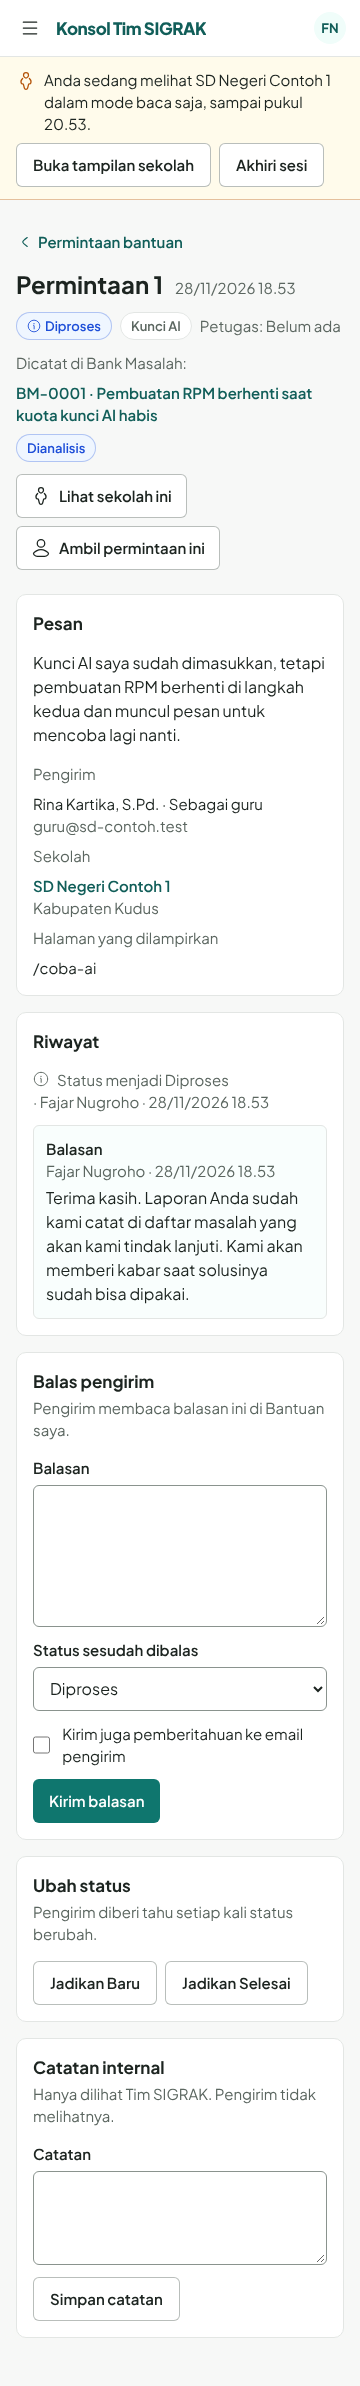 Konsol Tim SIGRAK
FN
Anda sedang melihat SD Negeri Contoh 1
dalam mode baca saja, sampai pukul
20.53.
Buka tampilan sekolah
Akhiri sesi
Permintaan bantuan
Permintaan 1 28/11/2026 18.53
Diproses
Kunci AI
Petugas: Belum ada
Dicatat di Bank Masalah:
BM-0001 · Pembuatan RPM berhenti saat
kuota kunci AI habis
Dianalisis
Lihat sekolah ini
Ambil permintaan ini
Pesan
Kunci AI saya sudah dimasukkan, tetapi
pembuatan RPM berhenti di langkah
kedua dan muncul pesan untuk
mencoba lagi nanti.
Pengirim
Rina Kartika, S.Pd. · Sebagai guru
guru@sd-contoh.test
Sekolah
SD Negeri Contoh 1
Kabupaten Kudus
Halaman yang dilampirkan
/coba-ai
Riwayat
Status menjadi Diproses
· Fajar Nugroho · 28/11/2026 18.53
Balasan
Fajar Nugroho · 28/11/2026 18.53
Terima kasih. Laporan Anda sudah
kami catat di daftar masalah yang
akan kami tindak lanjuti. Kami akan
memberi kabar saat solusinya
sudah bisa dipakai.
Balas pengirim
Pengirim membaca balasan ini di Bantuan
saya.
Balasan
Status sesudah dibalas
Diproses
Kirim juga pemberitahuan ke email
pengirim
Kirim balasan
Ubah status
Pengirim diberi tahu setiap kali status
berubah.
Jadikan Baru
Jadikan Selesai
Catatan internal
Hanya dilihat Tim SIGRAK. Pengirim tidak
melihatnya.
Catatan
Simpan catatan